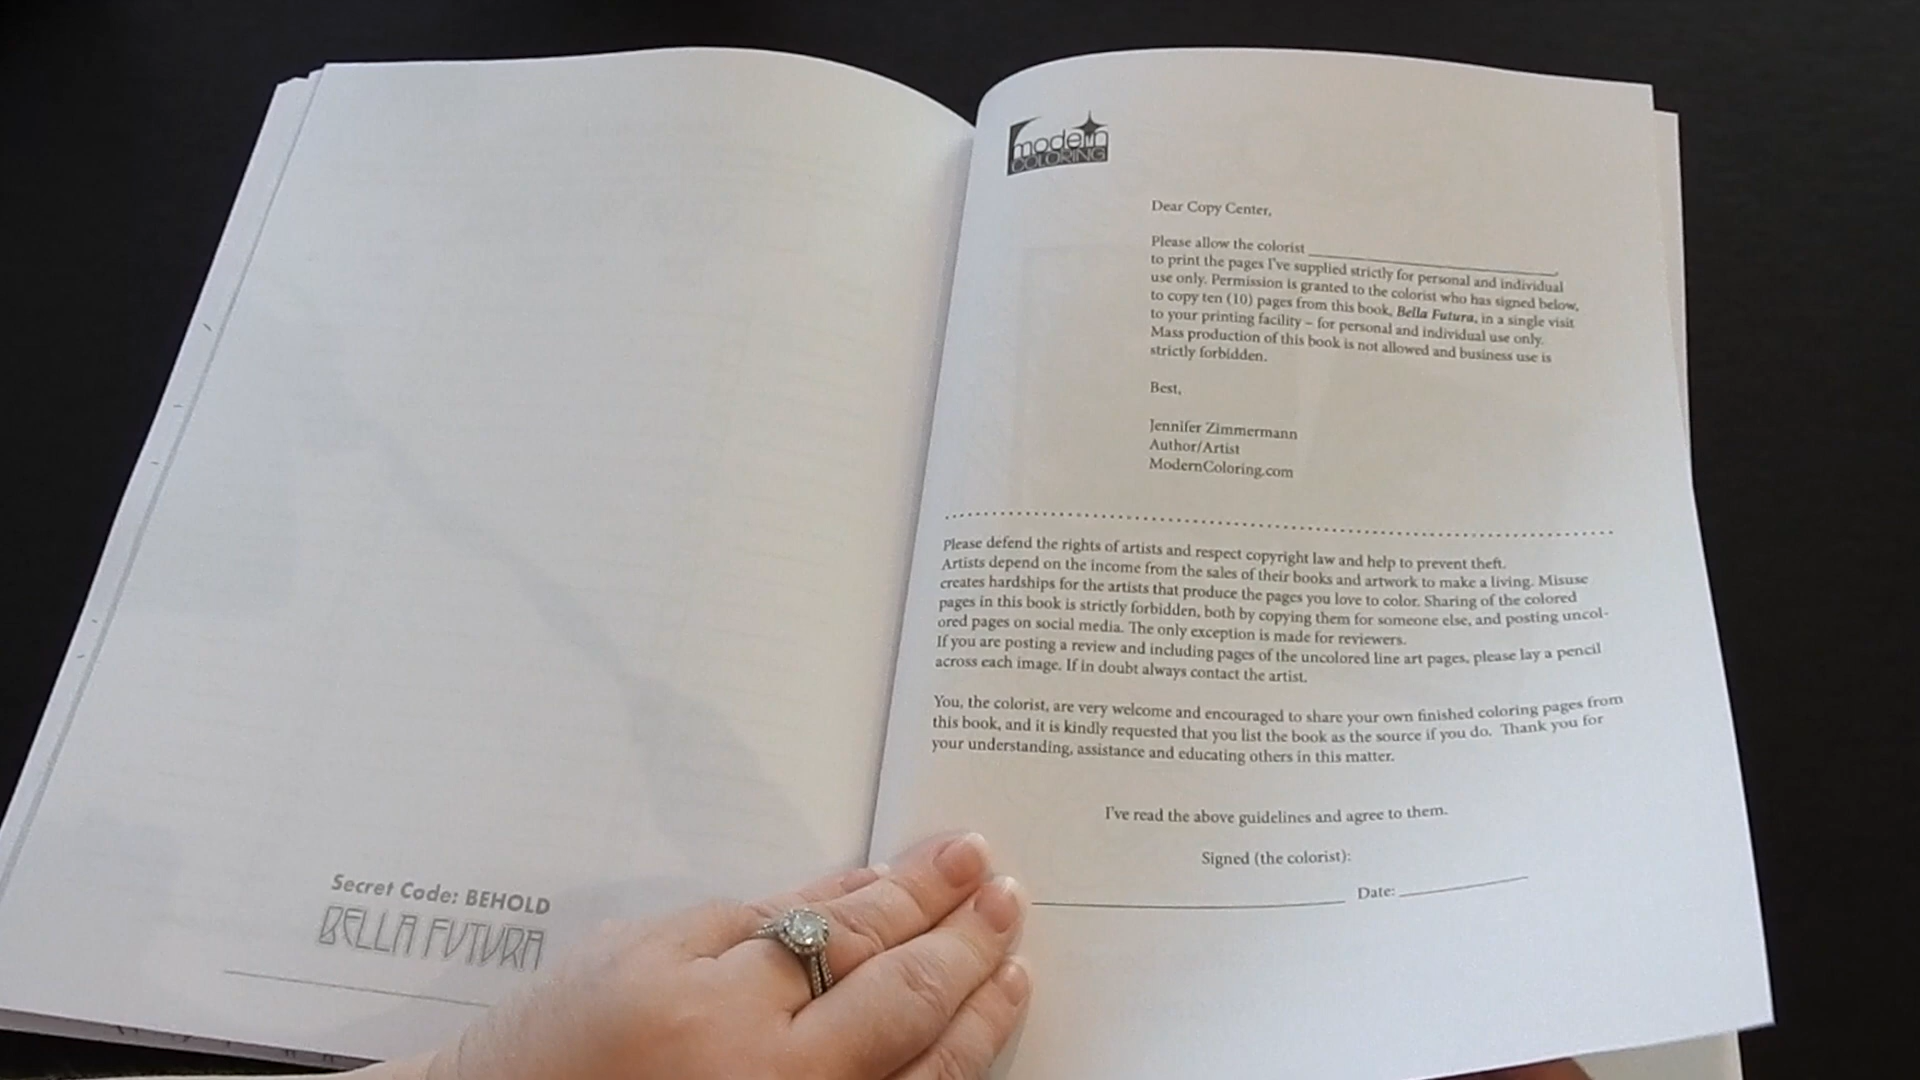 Secret Code: BEHOLD
BELLA FUTURA
modern
COLORING
Dear Copy Center,
Please allow the colorist ____________________,
to print the pages I've supplied strictly for personal and individual
use only. Permission is granted to the colorist who has signed below,
to copy ten (10) pages from this book, Bella Futura, in a single visit
to your printing facility – for personal and individual use only.
Mass production of this book is not allowed and business use is
strictly forbidden.
Best,
Jennifer Zimmermann
Author/Artist
ModernColoring.com
Please defend the rights of artists and respect copyright law and help to prevent theft.
Artists depend on the income from the sales of their books and artwork to make a living. Misuse
creates hardships for the artists that produce the pages you love to color. Sharing of the colored
pages in this book is strictly forbidden, both by copying them for someone else, and posting uncol-
ored pages on social media. The only exception is made for reviewers.
If you are posting a review and including pages of the uncolored line art pages, please lay a pencil
across each image. If in doubt always contact the artist.
You, the colorist, are very welcome and encouraged to share your own finished coloring pages from
this book, and it is kindly requested that you list the book as the source if you do. Thank you for
your understanding, assistance and educating others in this matter.
I've read the above guidelines and agree to them.
Signed (the colorist):
____________________ Date: __________